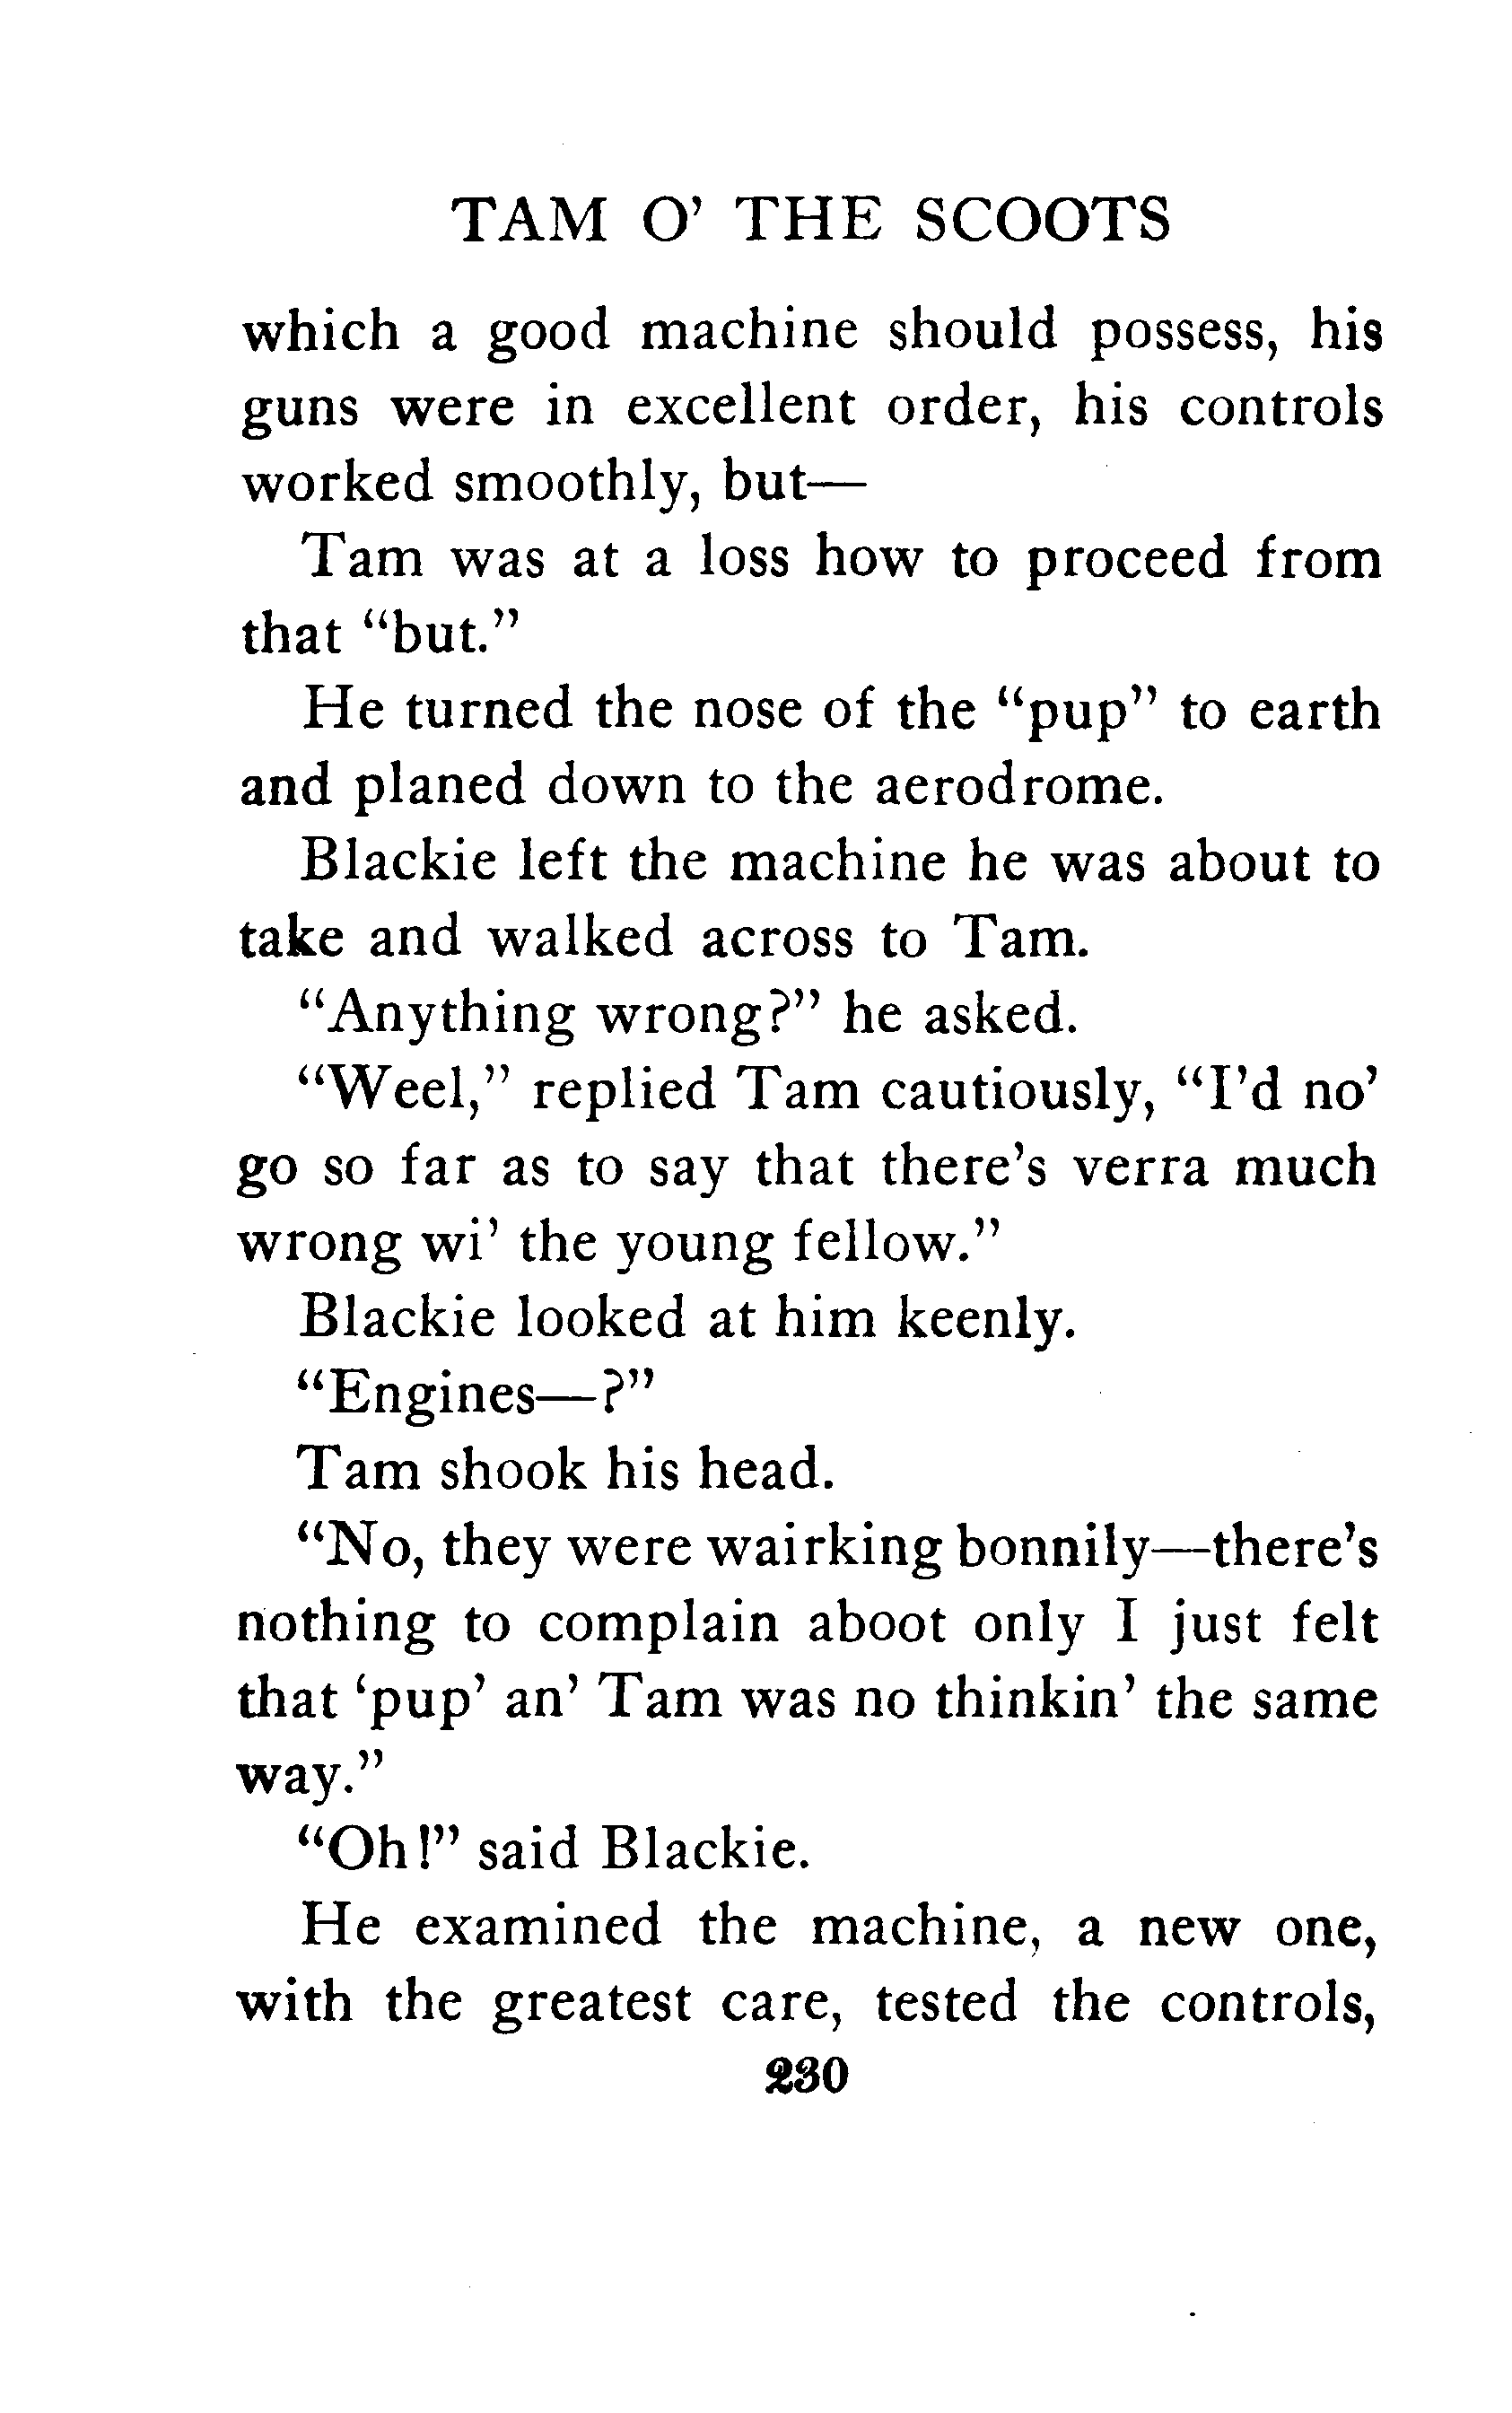 TAM O' THE SCOOTS
which a good machine should possess, his
guns were in excellent order, his controls
worked smoothly, but—
Tam was at a loss how to proceed from
that “but.”
He turned the nose of the “pup” to earth
and planed down to the aerodrome.
Blackie left the machine he was about to
take and walked across to Tam.
“Anything wrong?” he asked.
“Weel,” replied Tam cautiously, “I’d no’
go so far as to say that there’s verra much
wrong wi’ the young fellow.”
Blackie looked at him keenly.
“Engines—?”
Tam shook his head.
“No, they were wairking bonnily—there’s
nothing to complain aboot only I just felt
that ‘pup’ an’ Tam was no thinkin’ the same
way.”
“Oh!” said Blackie.
He examined the machine, a new one,
with the greatest care, tested the controls,
230